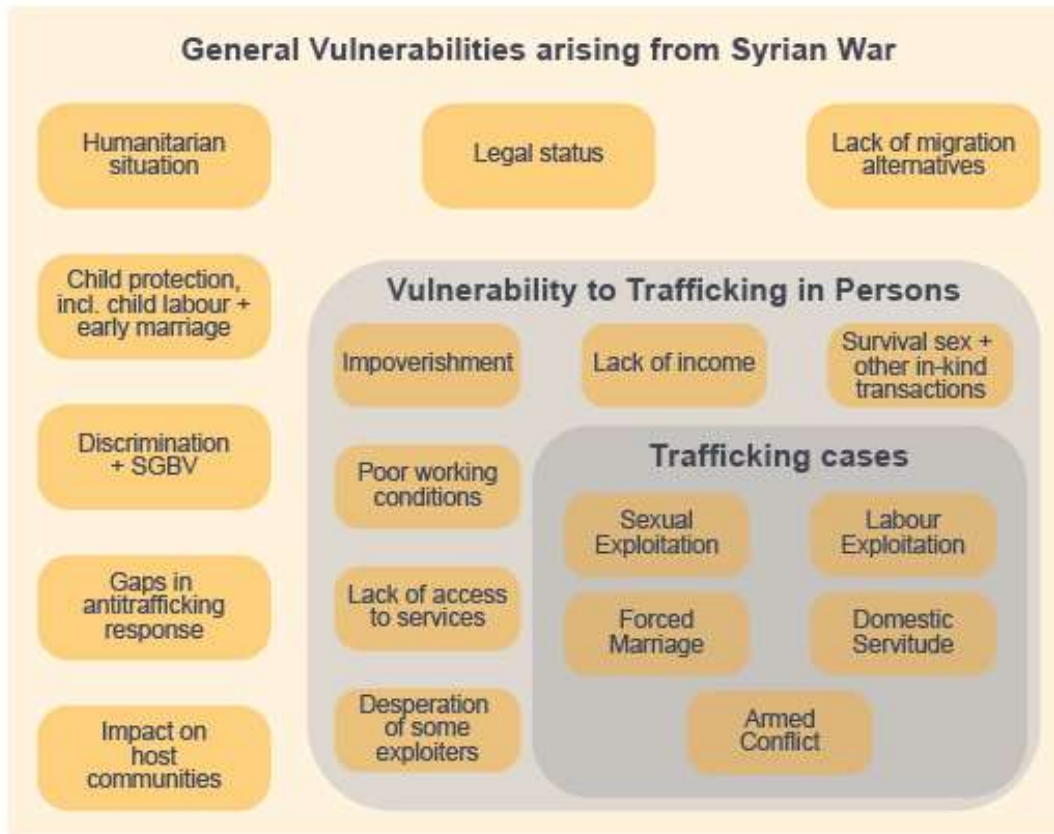 General Vulnerabilities arising from Syrian War
Humanitarian
situation
Legal status
Lack of migration
alternatives
Child protection,
incl. child labour +
early marriage
Discrimination
+ SGBV
Gaps in
antitrafficking
response
Impact on
host
communities
Vulnerability to Trafficking in Persons
Impoverishment
Lack of income
Survival sex +
other in-kind
transactions
Poor working
conditions
Lack of access
to services
Desperation
of some
exploiters
Trafficking cases
Sexual
Exploitation
Labour
Exploitation
Forced
Marriage
Domestic
Servitude
Armed
Conflict